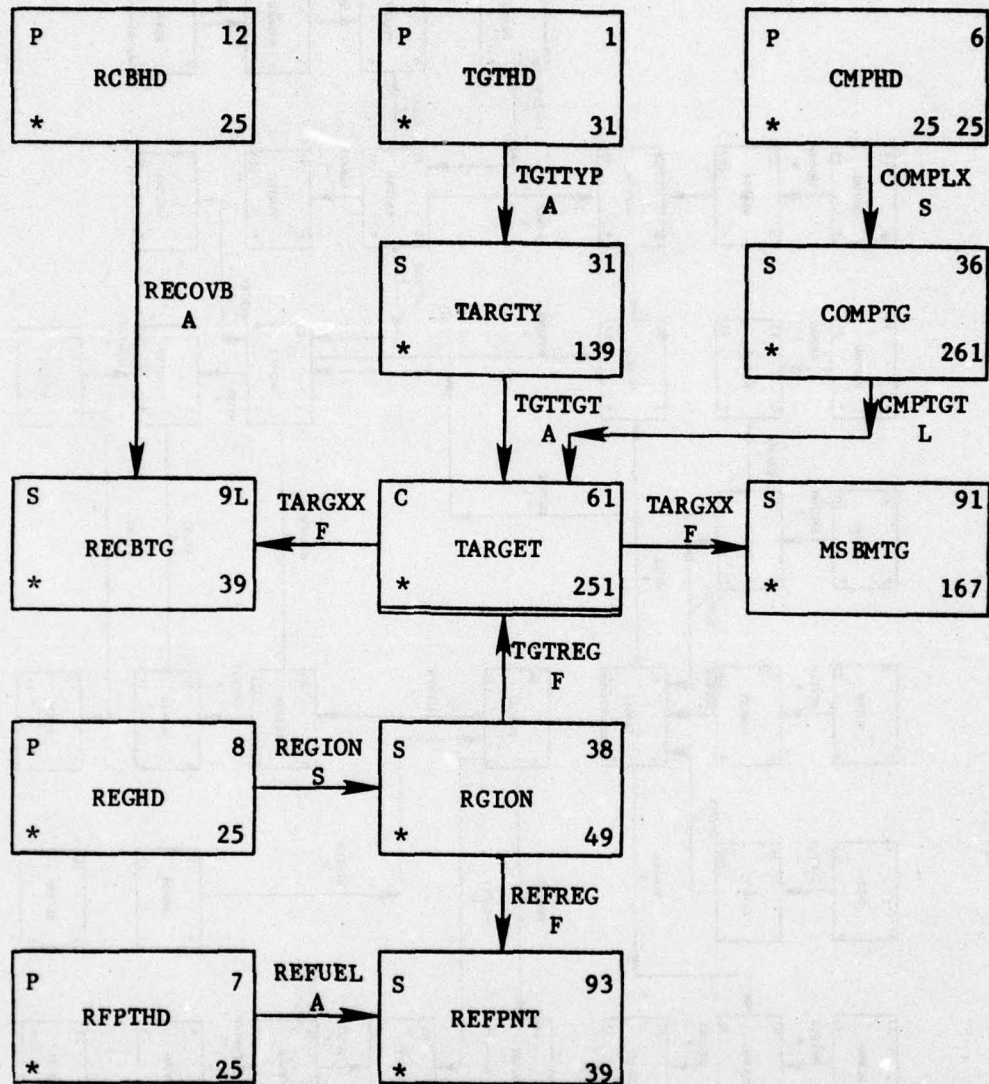 P 12
RCBHD
* 25
P 1
TGTHD
* 31
P 6
CMPHD
* 25 25
TGTTYP
A
COMPLX
S
RECOVB
A
S 31
TARGTY
* 139
S 36
COMPTG
* 261
TGTTGT
A
CMPTGT
L
S 9L
RECBTG
* 39
TARGXX
F
C 61
TARGET
* 251
TARGXX
F
S 91
MSBMTG
* 167
TGTREG
F
P 8
REGHD
* 25
REGION
S
S 38
RGION
* 49
REFREG
F
P 7
RFPTHD
* 25
REFUEL
A
S 93
REFPNT
* 39